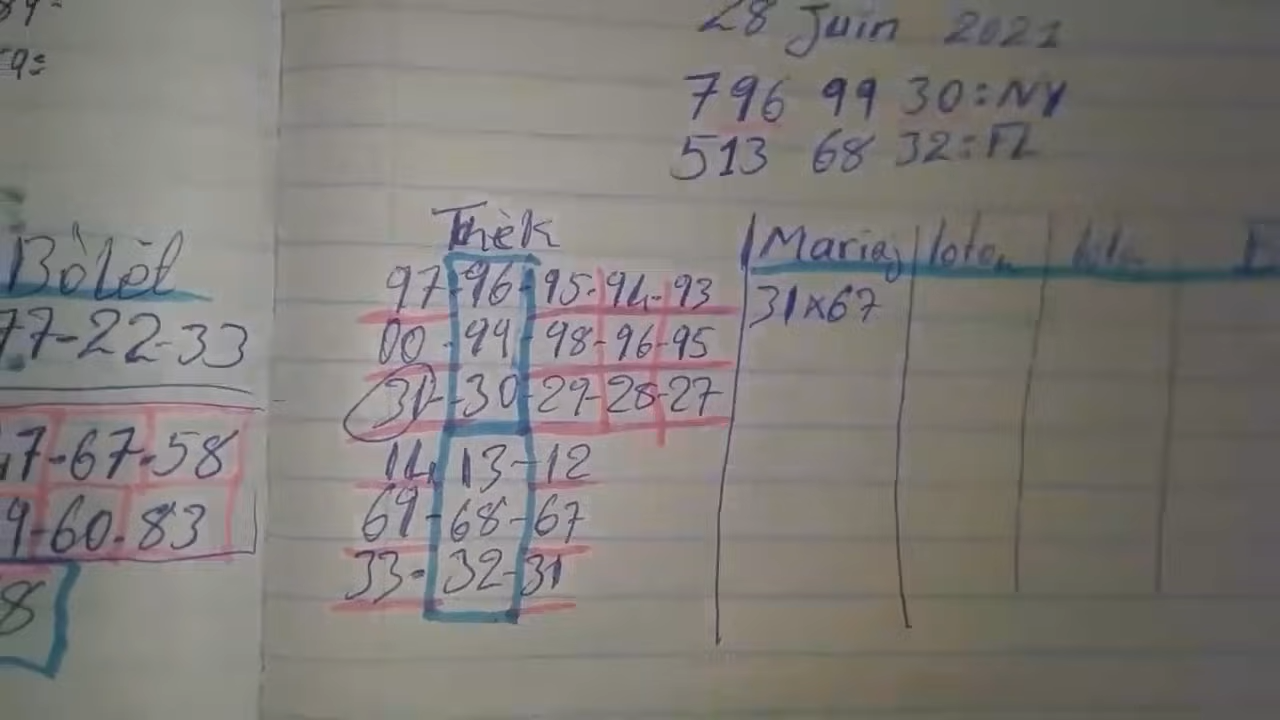 28 Juin 2021
796 99 30 = NY
513 68 32 = FL
Bòlèt
77-22-33
7-67-58
9-60-83
8
Thèk
97-96-95-94-93
00-99-98-96-95
31-30-29-28-27
14-13-12
69-68-67
33-32-31
Mariaj loto
31x67